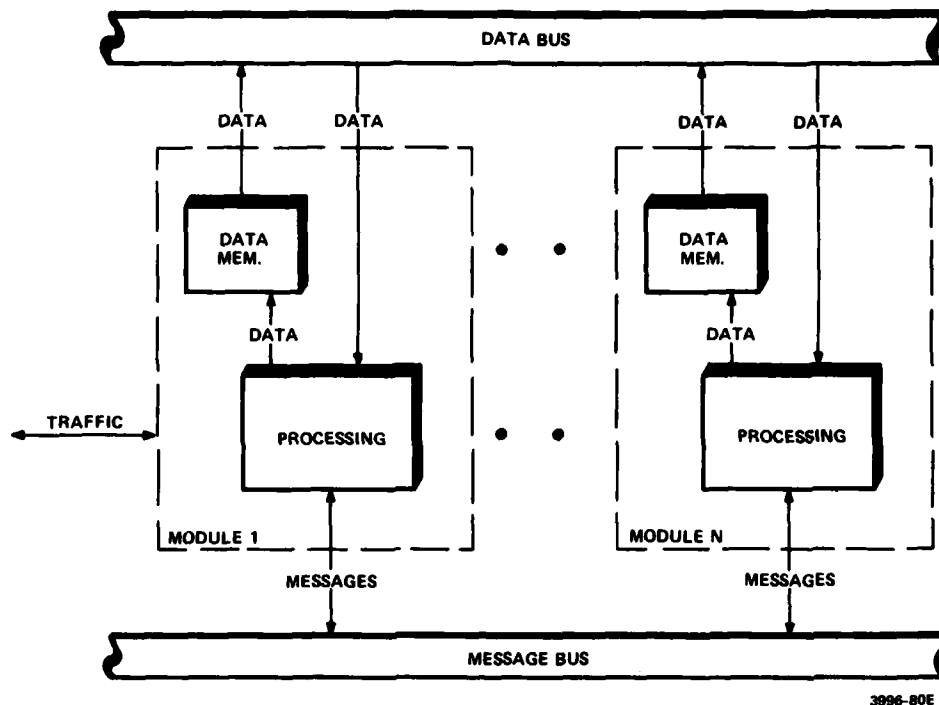 DATA BUS
DATA
DATA
DATA
DATA
DATA
MEM.
DATA
MEM.
DATA
DATA
TRAFFIC
PROCESSING
PROCESSING
MODULE 1
MODULE N
MESSAGES
MESSAGES
MESSAGE BUS
3996-80E